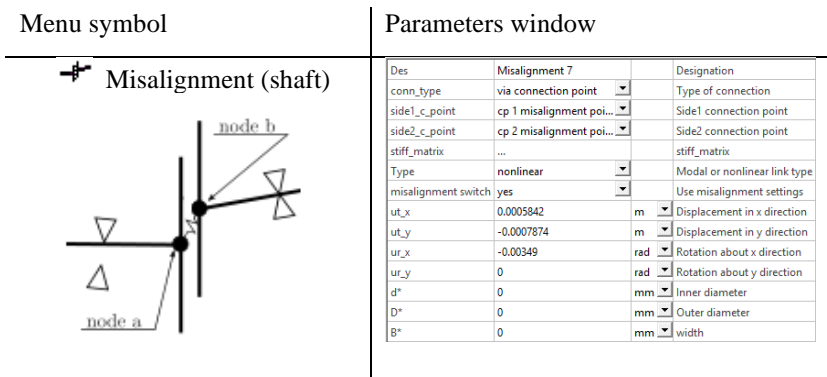 Menu symbol Parameters window
Misalignment (shaft)
node b
node a
Des Misalignment 7 Designation
conn_type via connection point Type of connection
side1_c_point cp 1 misalignment poi... Side1 connection point
side2_c_point cp 2 misalignment poi... Side2 connection point
stiff_matrix ... stiff_matrix
Type nonlinear Modal or nonlinear link type
misalignment switch yes Use misalignment settings
ut_x 0.0005842 m Displacement in x direction
ut_y -0.0007874 m Displacement in y direction
ur_x -0.00349 rad Rotation about x direction
ur_y 0 rad Rotation about y direction
d* 0 mm Inner diameter
D* 0 mm Outer diameter
B* 0 mm width